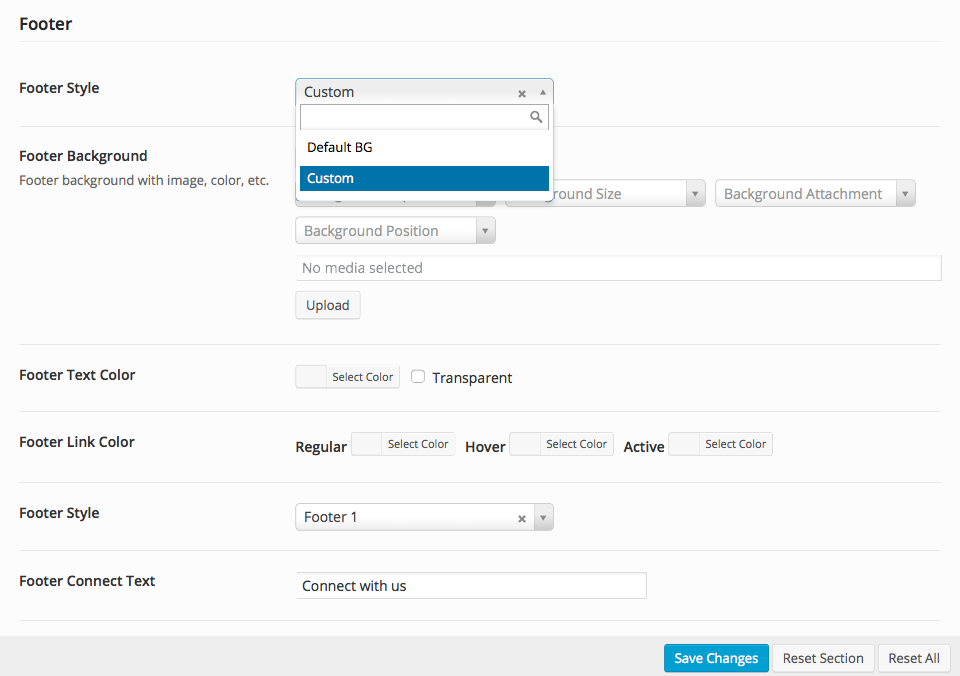 Footer
Footer Style
Custom
Default BG
Custom
Footer Background
Footer background with image, color, etc.
ound Size
Background Attachment
Background Position
No media selected
Upload
Footer Text Color
Select Color
Transparent
Footer Link Color
Regular Select Color Hover Select Color Active Select Color
Footer Style
Footer 1
Footer Connect Text
Connect with us
Save Changes Reset Section Reset All